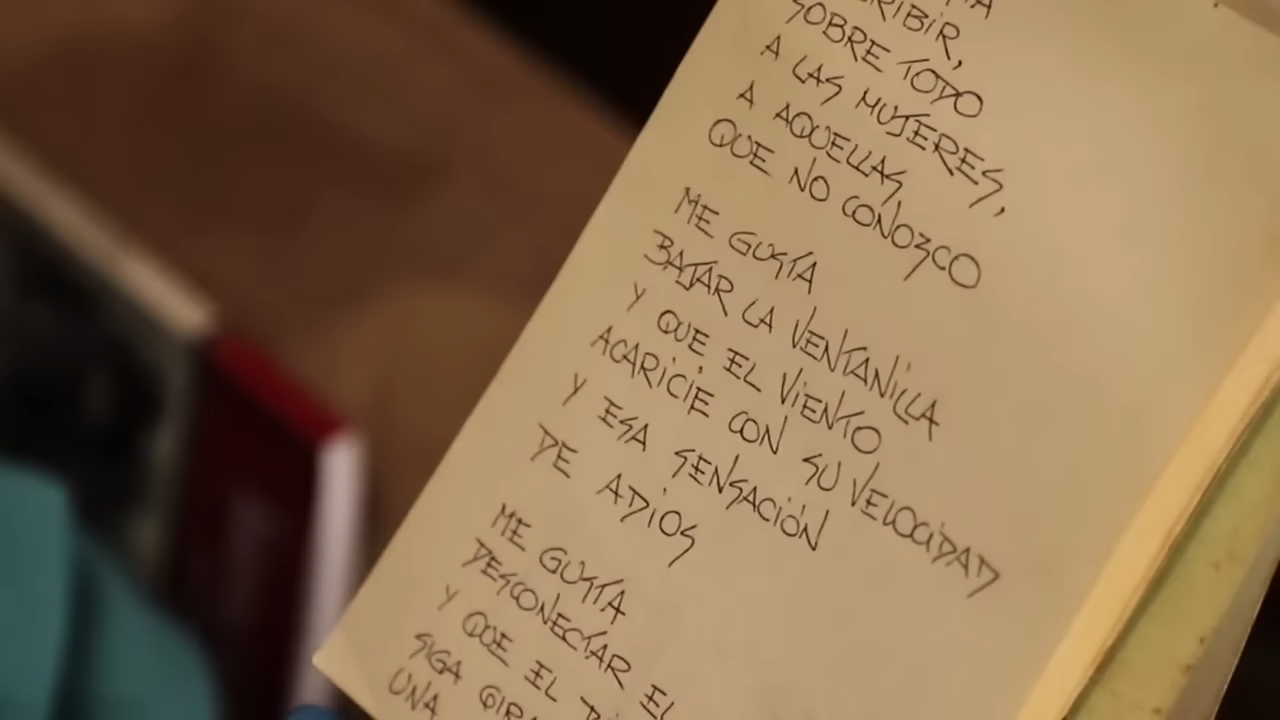 SOBRE TODO
A LAS MUJERES,
A AQUELLAS
QUE NO CONOZCO
ME GUSTA
BAJAR LA VENTANILLA
Y QUE EL VIENTO
ACARICIE CON SU VELOCIDAD
Y ESA SENSACIÓN
DE ADIOS
ME GUSTA
DESCONECTAR EL
Y QUE EL
SIGA
UNA